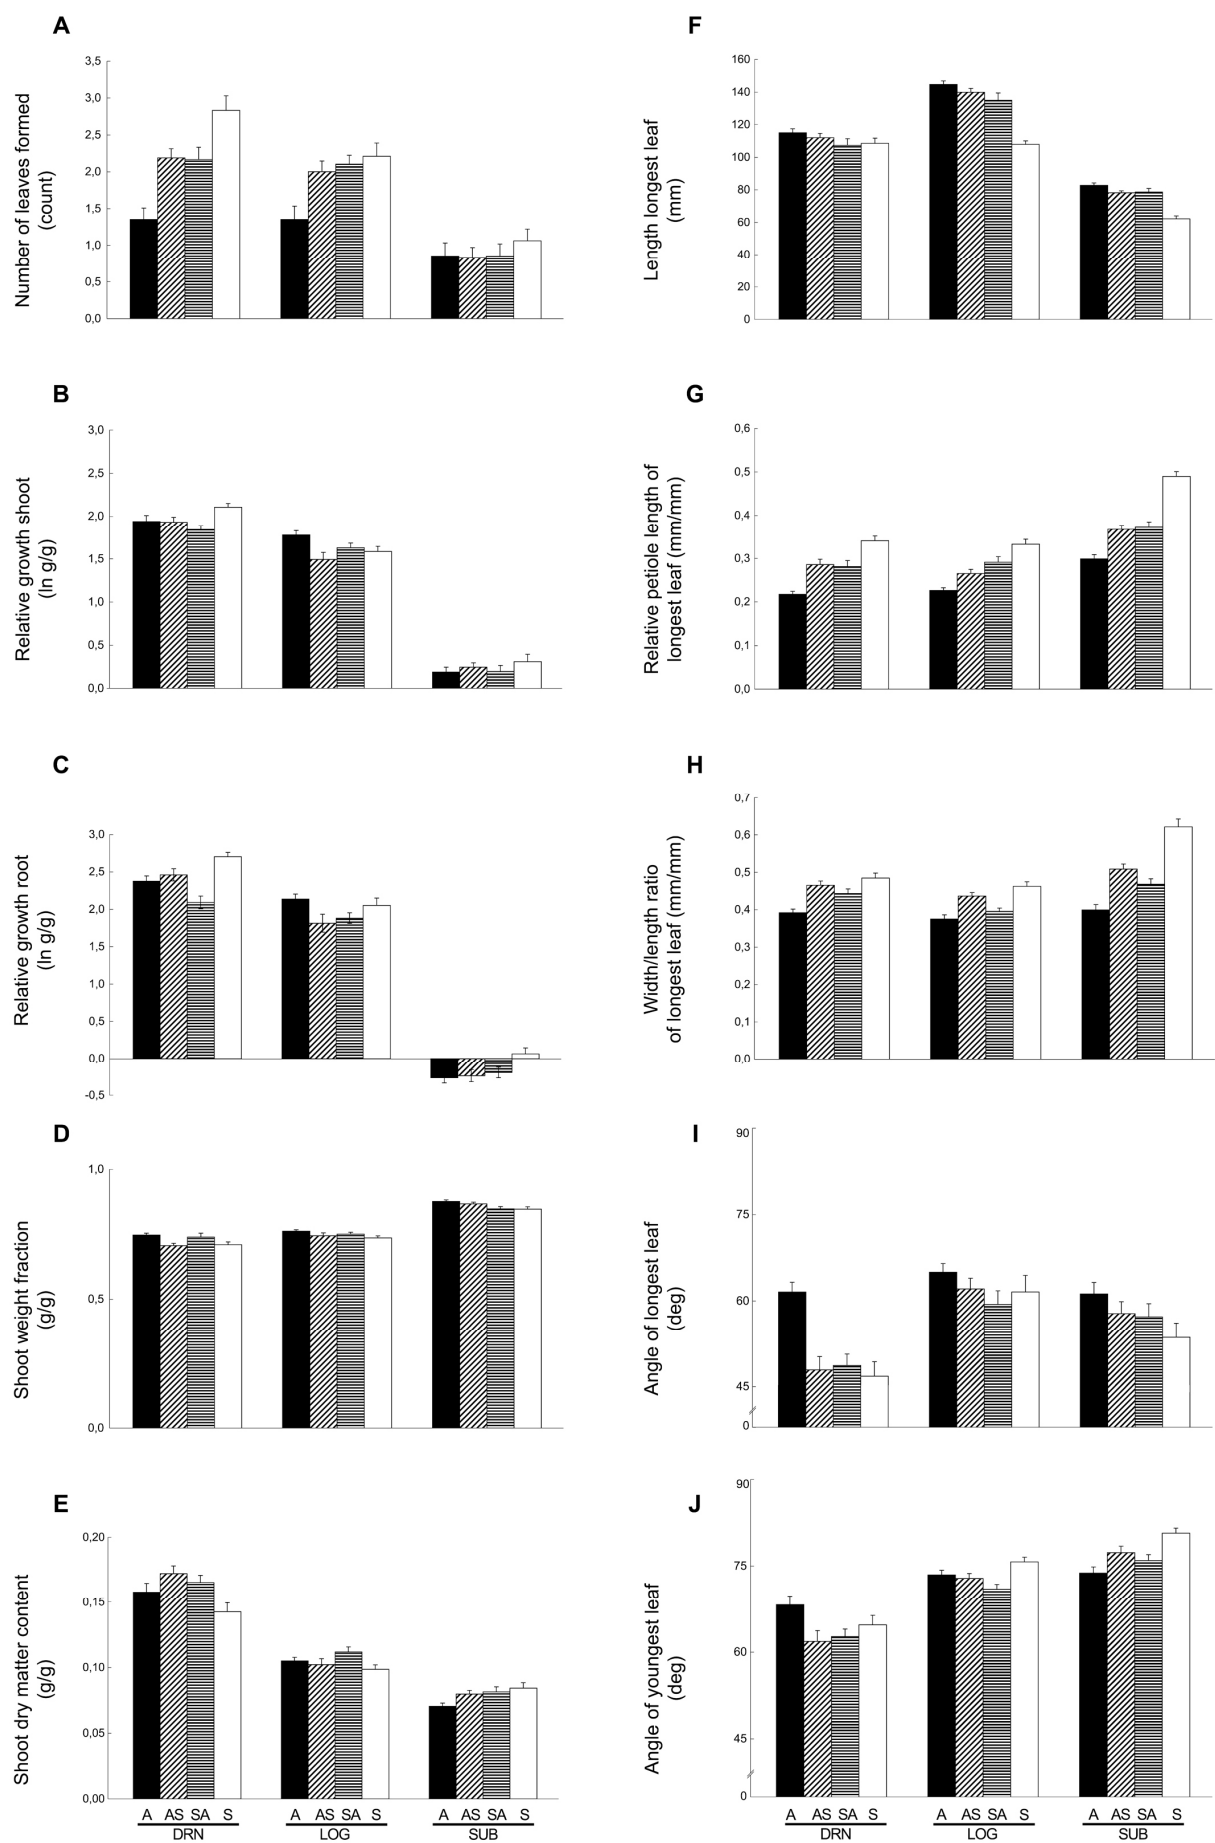 A
Number of leaves formed
(count)
3,5
3,0
2,5
2,0
1,5
1,0
0,5
0,0
B
Relative growth shoot
(ln g/g)
3,0
2,5
2,0
1,5
1,0
0,5
0,0
C
Relative growth root
(ln g/g)
3,0
2,5
2,0
1,5
1,0
0,5
0,0
-0,5
D
Shoot weight fraction
(g/g)
1,0
0,5
0,0
E
Shoot dry matter content
(g/g)
0,20
0,15
0,10
0,05
0,00
A AS SA S A AS SA S A AS SA S
DRN LOG SUB
F
Length longest leaf
(mm)
160
140
120
100
80
60
40
20
0
G
Relative petiole length of
longest leaf (mm/mm)
0,6
0,5
0,4
0,3
0,2
0,1
0,0
H
Width/length ratio
of longest leaf (mm/mm)
0,7
0,6
0,5
0,4
0,3
0,2
0,1
0,0
I
Angle of longest leaf
(deg)
90
75
60
45
0
J
Angle of youngest leaf
(deg)
90
75
60
45
0
A AS SA S A AS SA S A AS SA S
DRN LOG SUB